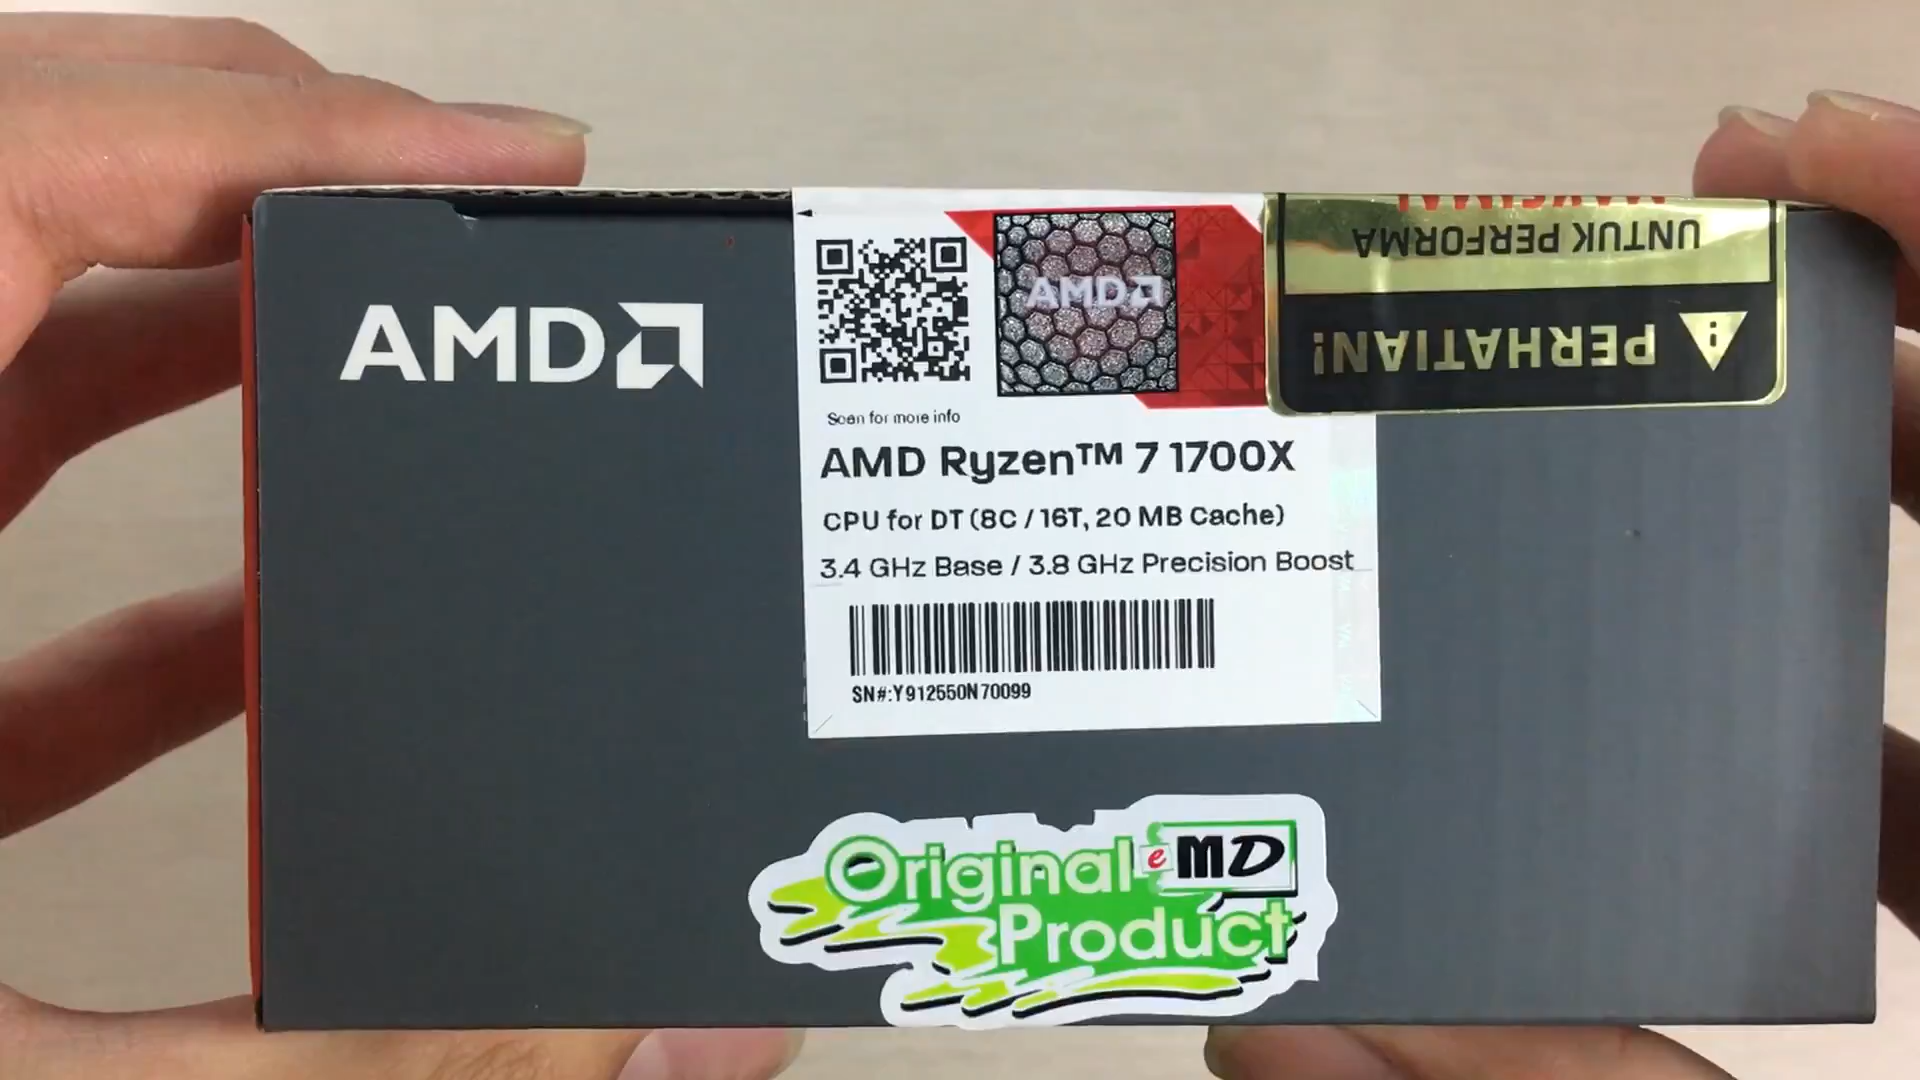 AMD
AMD
Scan for more info
AMD Ryzen™ 7 1700X
CPU for DT (8C / 16T, 20 MB Cache)
3.4 GHz Base / 3.8 GHz Precision Boost
SN#:Y912550N70099
PERHATIAN!
UNTUK PERFORMA
MAKSIMAL
Original eMD
Product